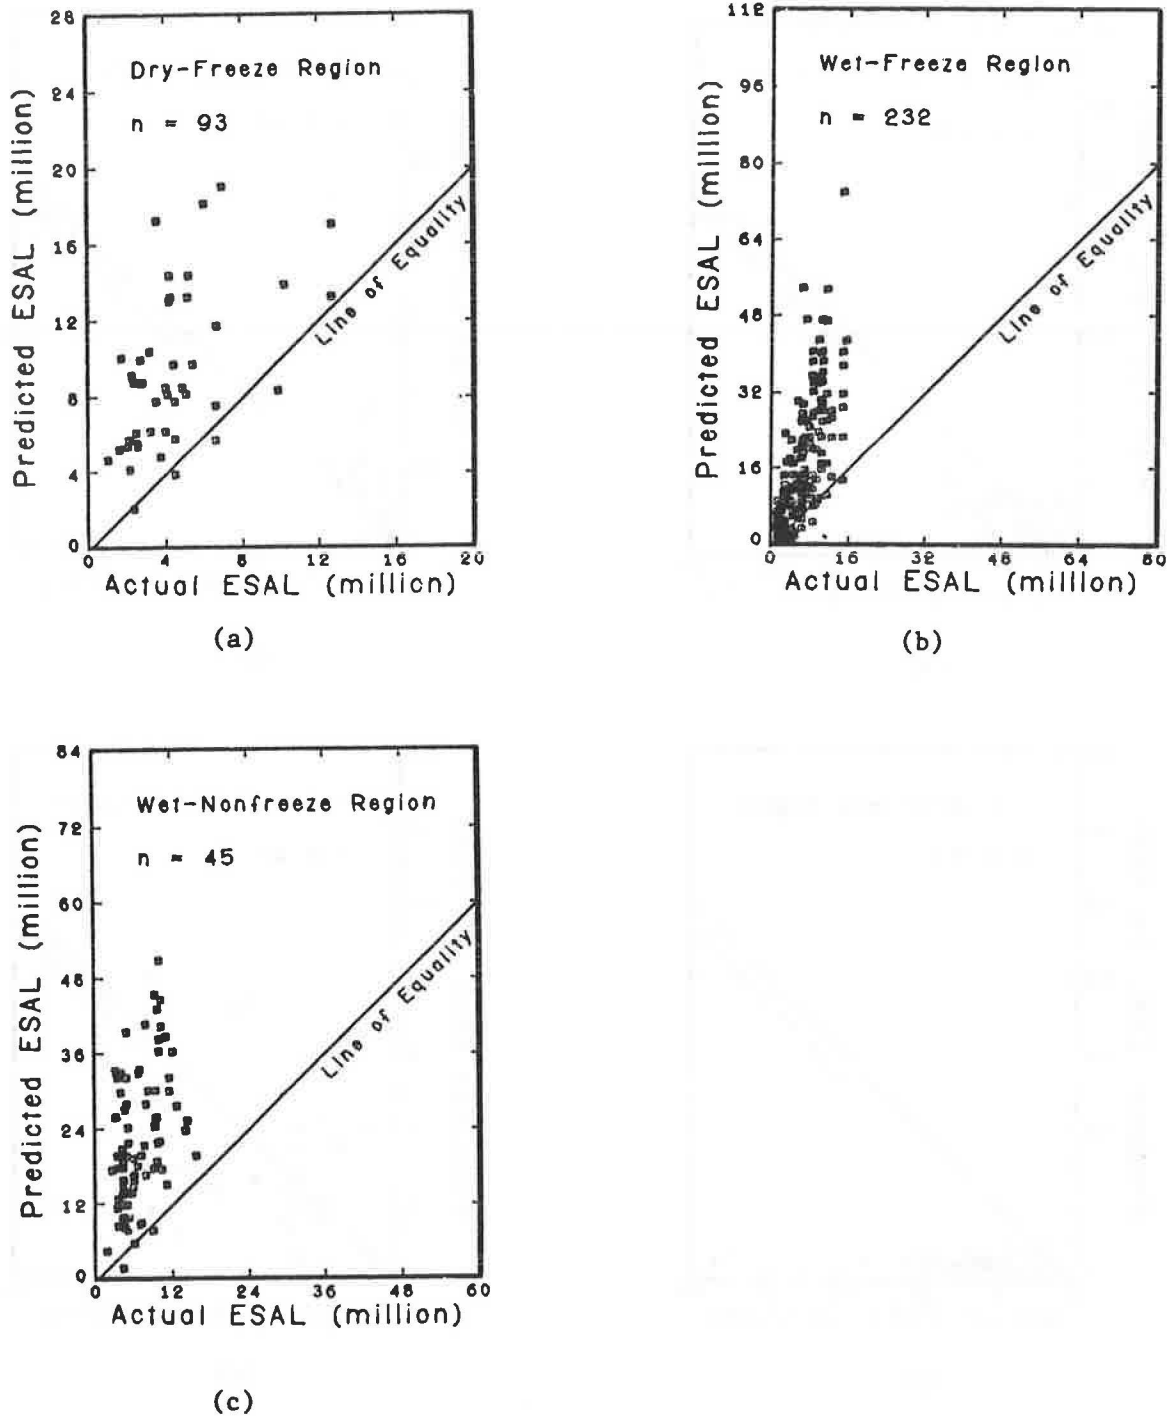 28
24
20
16
12
8
4
0
Predicted ESAL (million)
Dry-Freeze Region
n = 93
Line of Equality
0 4 8 12 16 20
Actual ESAL (million)
(a)
112
96
80
64
48
32
16
0
Predicted ESAL (million)
Wet-Freeze Region
n = 232
Line of Equality
0 16 32 48 64 80
Actual ESAL (million)
(b)
84
72
60
48
36
24
12
0
Predicted ESAL (million)
Wet-Nonfreeze Region
n = 45
Line of Equality
0 12 24 36 48 60
Actual ESAL (million)
(c)